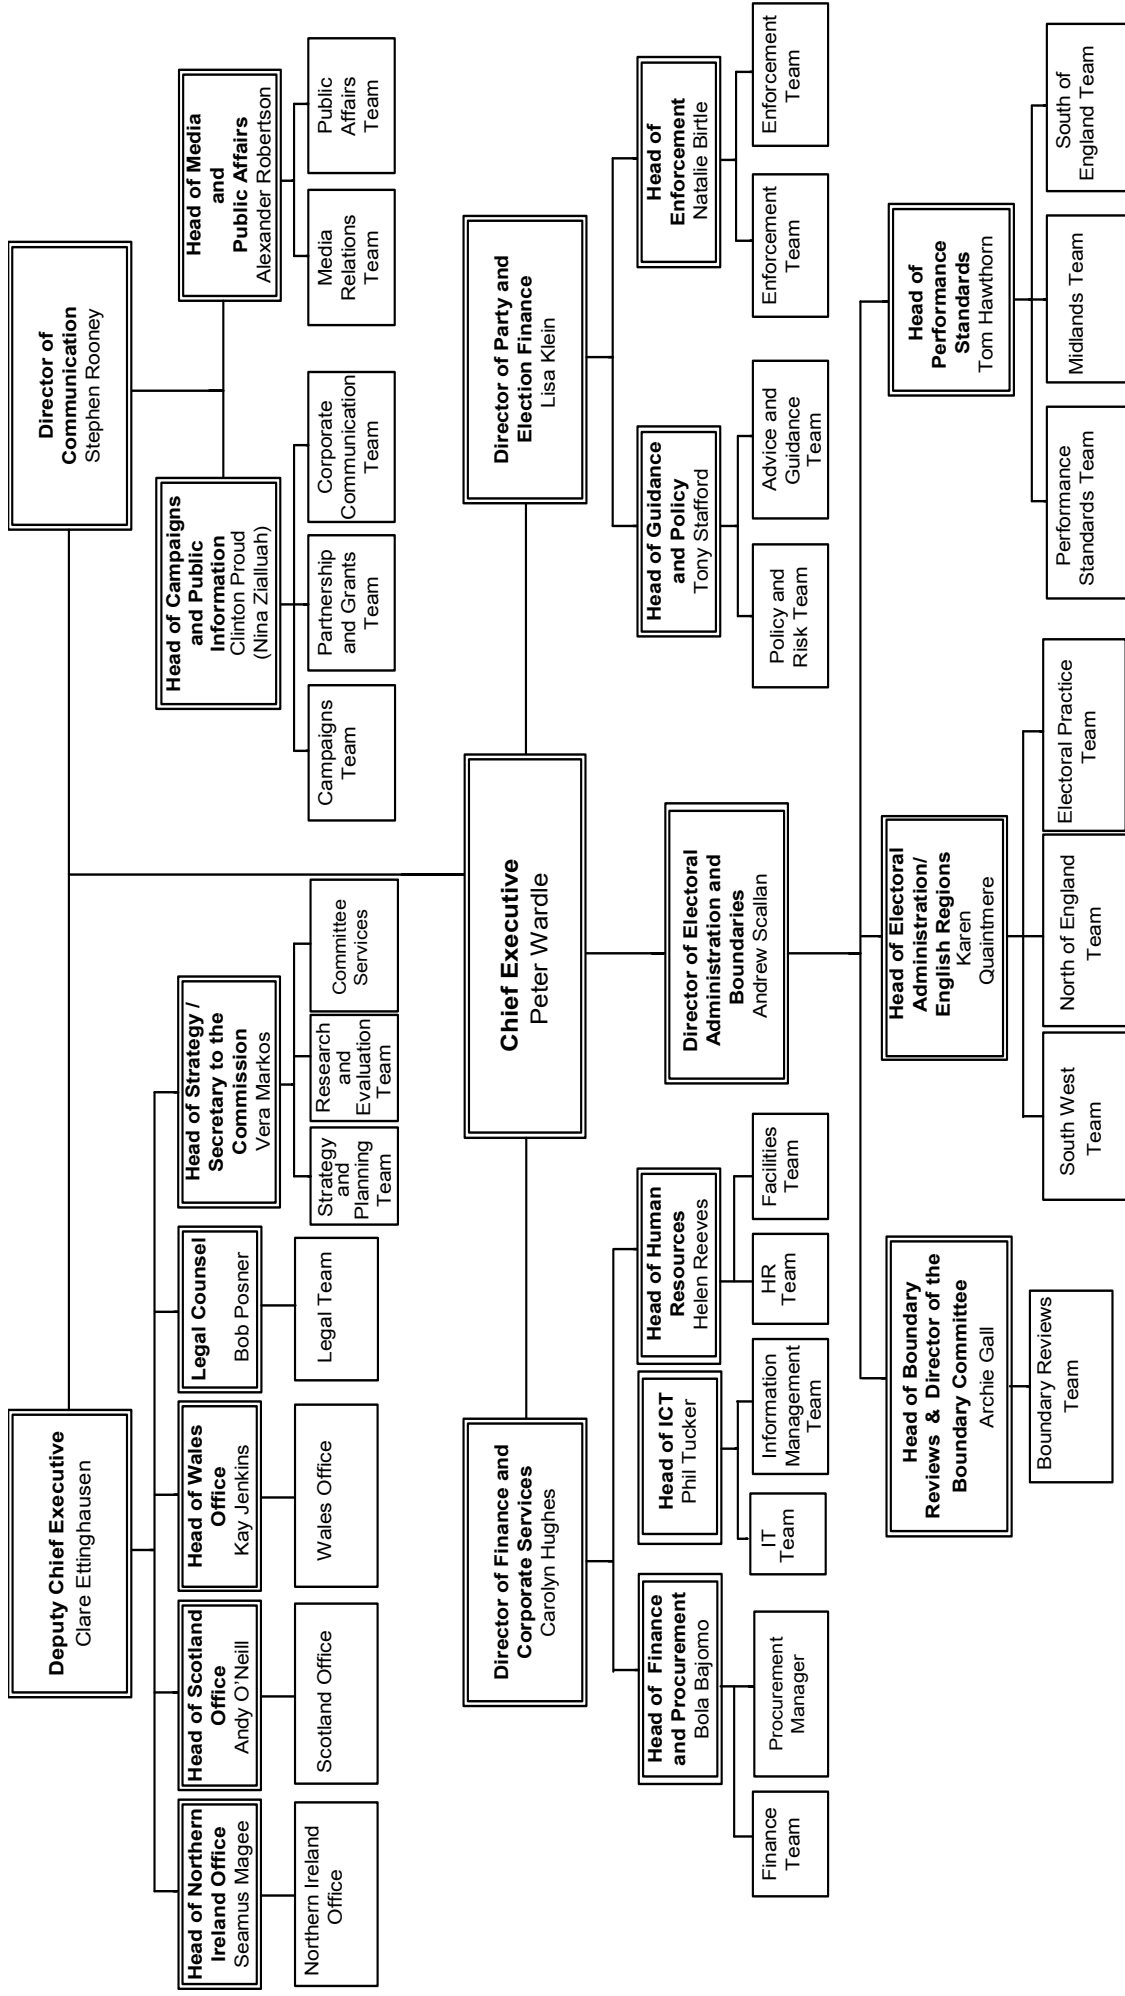 Deputy Chief Executive
Clare Ettinghausen
Director of
Communication
Stephen Rooney
Head of Northern
Ireland Office
Seamus Magee
Head of Scotland
Office
Andy O’Neill
Head of Wales
Office
Kay Jenkins
Legal Counsel
Bob Posner
Head of Strategy /
Secretary to the
Commission
Vera Markos
Head of Campaigns
and Public
Information
Clinton Proud
(Nina Zialluah)
Head of Media
and
Public Affairs
Alexander Robertson
Northern Ireland
Office
Scotland Office
Wales Office
Legal Team
Strategy
and
Planning
Team
Research
and
Evaluation
Team
Committee
Services
Campaigns
Team
Partnership
and Grants
Team
Corporate
Communication
Team
Media
Relations
Team
Public
Affairs
Team
Director of Finance and
Corporate Services
Carolyn Hughes
Chief Executive
Peter Wardle
Director of Party and
Election Finance
Lisa Klein
Head of Finance
and Procurement
Bola Bajomo
Head of ICT
Phil Tucker
Head of Human
Resources
Helen Reeves
Director of Electoral
Administration and
Boundaries
Andrew Scallan
Head of Guidance
and Policy
Tony Stafford
Head of
Enforcement
Natalie Birtle
Finance
Team
Procurement
Manager
IT
Team
Information
Management
Team
HR
Team
Facilities
Team
Policy and
Risk Team
Advice and
Guidance
Team
Enforcement
Team
Enforcement
Team
Head of Boundary
Reviews & Director of the
Boundary Committee
Archie Gall
Head of Electoral
Administration/
English Regions
Karen
Quaintmere
Head of
Performance
Standards
Tom Hawthorn
Boundary Reviews
Team
South West
Team
North of England
Team
Electoral Practice
Team
Performance
Standards Team
Midlands Team
South of
England Team